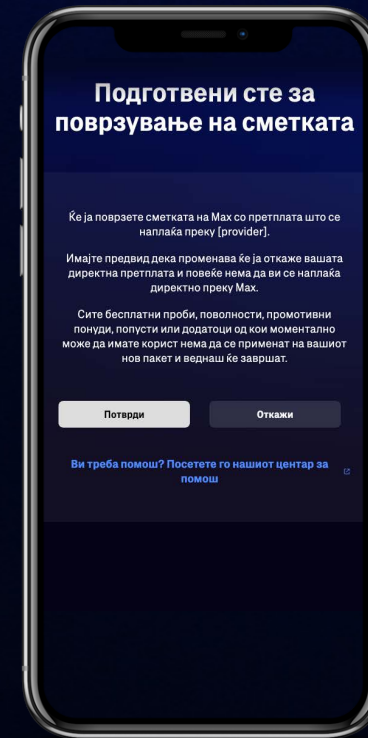 Подготвени сте за
поврзување на сметката
Ќе ја поврзете сметката на Max со претплата што се
наплаќа преку [provider].
Имајте предвид дека променава ќе ја откаже вашата
директна претплата и повеќе нема да ви се наплаќа
директно преку Max.
Сите бесплатни проби, поволности, промотивни
понуди, попусти или додатоци од кои моментално
може да имате корист нема да се применат на вашиот
нов пакет и веднаш ќе завршат.
Потврди
Откажи
Ви треба помош? Посетете го нашиот центар за
помош